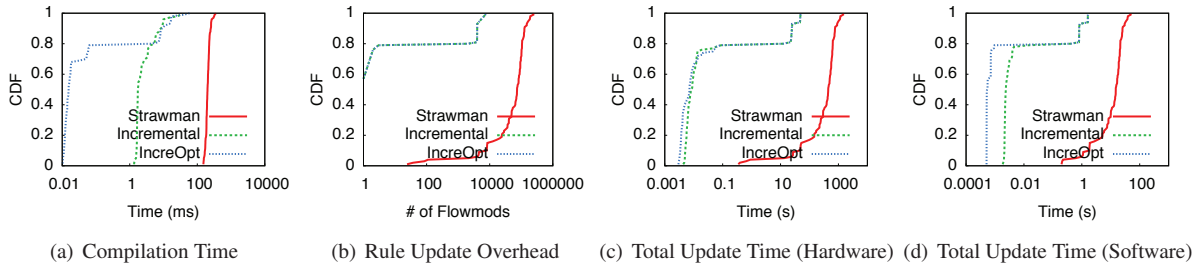 1
0.8
0.6
0.4
0.2
0
CDF
Strawman
Incremental
IncreOpt
0.01 1 100 10000
Time (ms)
(a) Compilation Time
1
0.8
0.6
0.4
0.2
0
CDF
Strawman
Incremental
IncreOpt
1 100 10000 1000000
# of Flowmods
(b) Rule Update Overhead
1
0.8
0.6
0.4
0.2
0
CDF
Strawman
Incremental
IncreOpt
0.001 0.1 10 1000
Time (s)
(c) Total Update Time (Hardware)
1
0.8
0.6
0.4
0.2
0
CDF
Strawman
Incremental
IncreOpt
0.0001 0.01 1 100
Time (s)
(d) Total Update Time (Software)